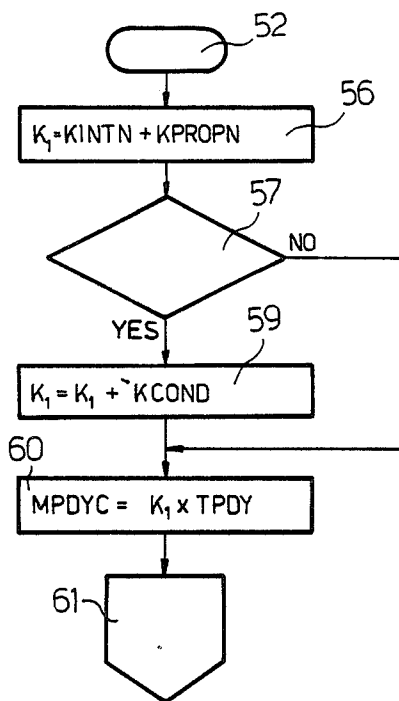 52
56
K₁=KINTN + KPROPN
57
NO
YES
59
K₁ = K₁ + KCOND
60
MPDYC = K₁ x TPDY
61